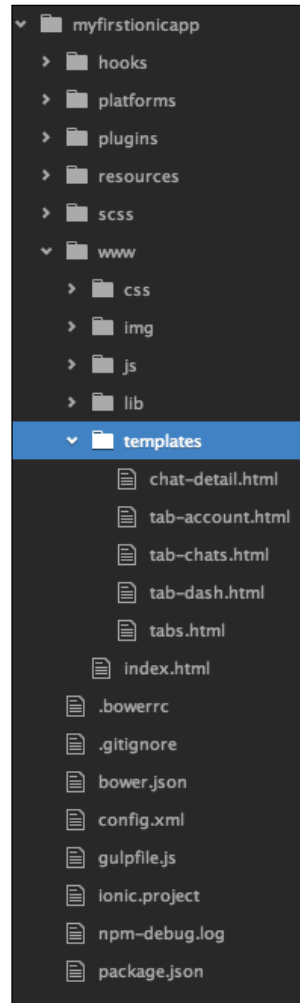 myfirstionicapp
hooks
platforms
plugins
resources
scss
www
css
img
js
lib
templates
chat-detail.html
tab-account.html
tab-chats.html
tab-dash.html
tabs.html
index.html
.bowerrc
.gitignore
bower.json
config.xml
gulpfile.js
ionic.project
npm-debug.log
package.json